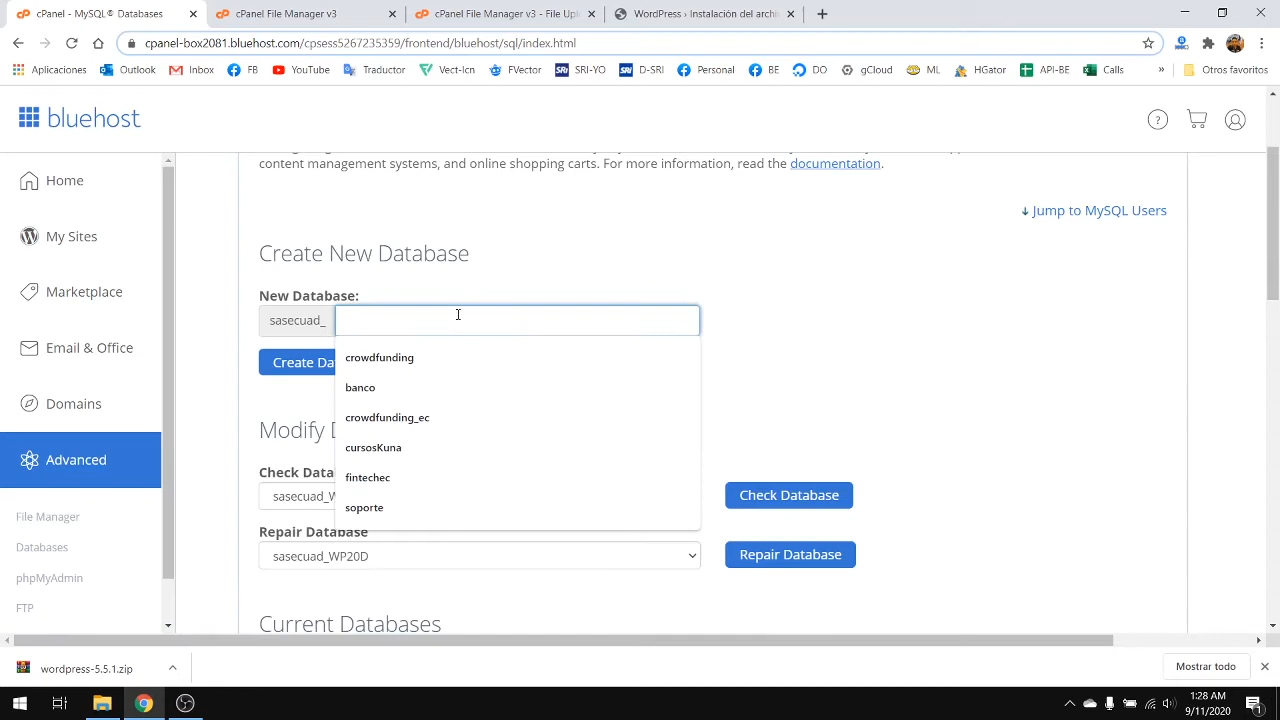 cPanel - MySQL® Databases
cPanel File Manager v3
cPanel File Manager v3 - File Upl
WordPress › Instalación del archi
cpanel-box2081.bluehost.com/cpsess5267235359/frontend/bluehost/sql/index.html
Aplicaciones
Outlook
Inbox
FB
YouTube
Traductor
Vect-Icn
FVector
SRI-YO
D-SRI
Personal
BE
DO
gCloud
ML
HGator
API-BE
Calls
»
Otros favoritos
bluehost
content management systems, and online shopping carts. For more information, read the documentation.
Home
My Sites
Marketplace
Email & Office
Domains
Advanced
File Manager
Databases
phpMyAdmin
FTP
Jump to MySQL Users
Create New Database
New Database:
sasecuad_
crowdfunding
banco
crowdfunding_ec
cursosKuna
fintechec
soporte
Create Da
Modify
Check Data
sasecuad_W
Check Database
Repair Database
sasecuad_WP20D
Repair Database
Current Databases
wordpress-5.5.1.zip
Mostrar todo
1:28 AM
9/11/2020